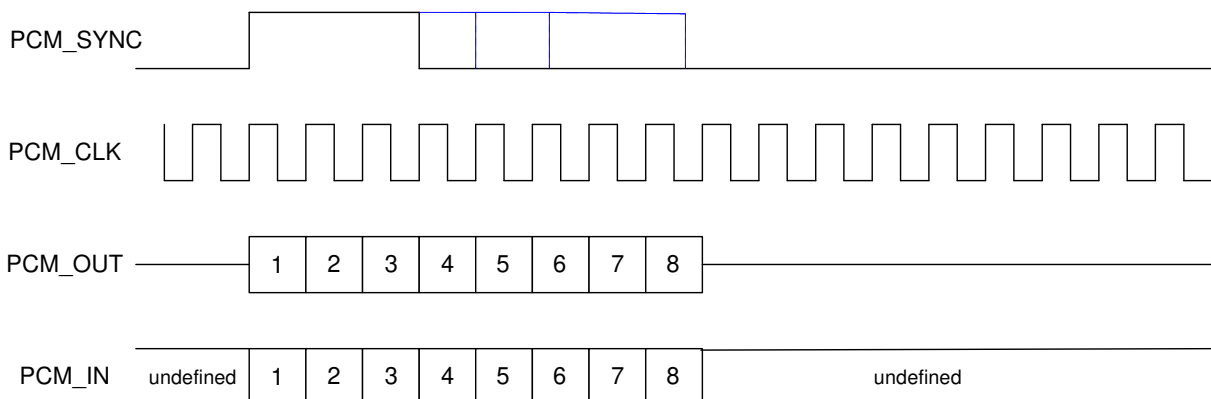 PCM_SYNC
PCM_CLK
PCM_OUT 1 2 3 4 5 6 7 8
PCM_IN undefined 1 2 3 4 5 6 7 8 undefined